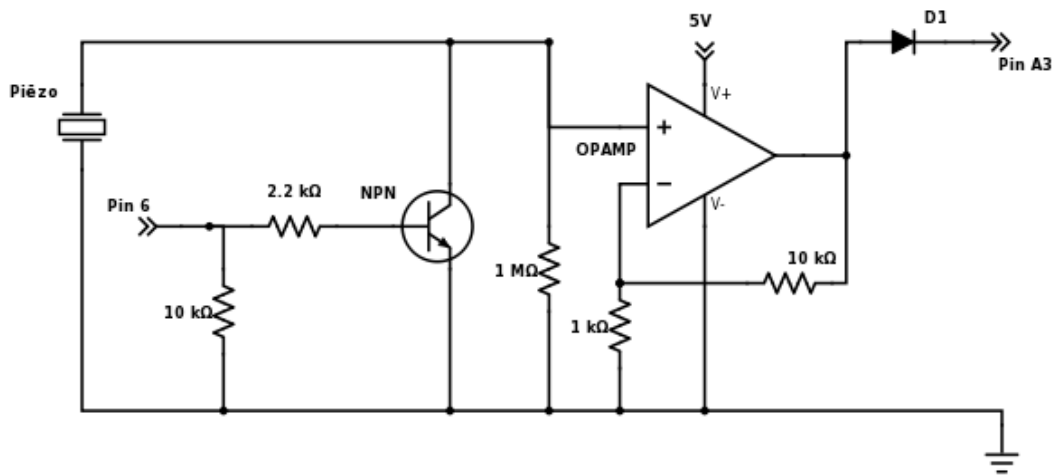 5V
D1
Pin A3
Piëzo
V+
+
OPAMP
−
2.2 kΩ
NPN
Pin 6
V-
10 kΩ
1 MΩ
10 kΩ
1 kΩ